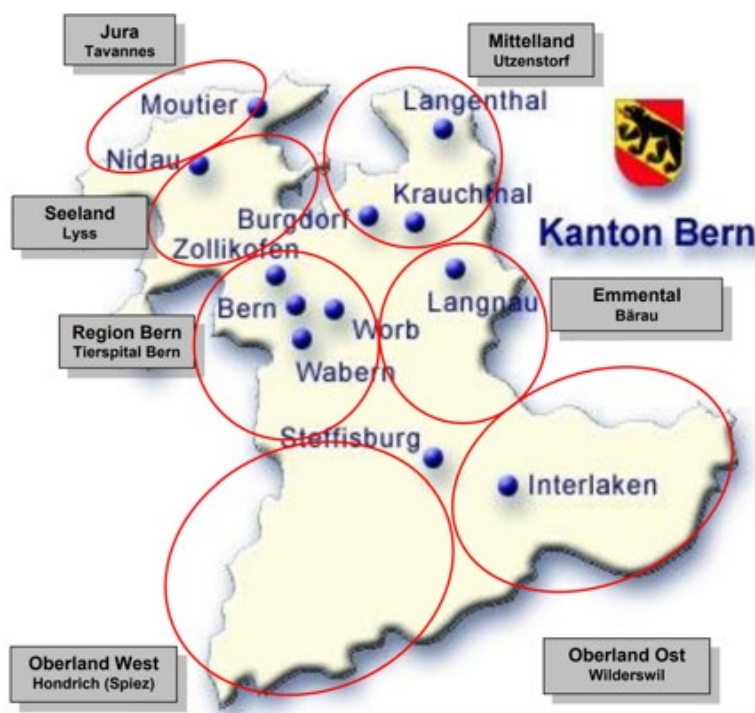 Jura
Tavannes
Mittelland
Utzenstorf
Moutier
Langenthal
Nidau
Krauchthal
Seeland
Lyss
Burgdorf
Kanton Bern
Zollikofen
Bern
Langnau
Emmental
Bärau
Region Bern
Tierspital Bern
Worb
Wabern
Steffisburg
Interlaken
Oberland West
Hondrich (Spiez)
Oberland Ost
Wilderswil